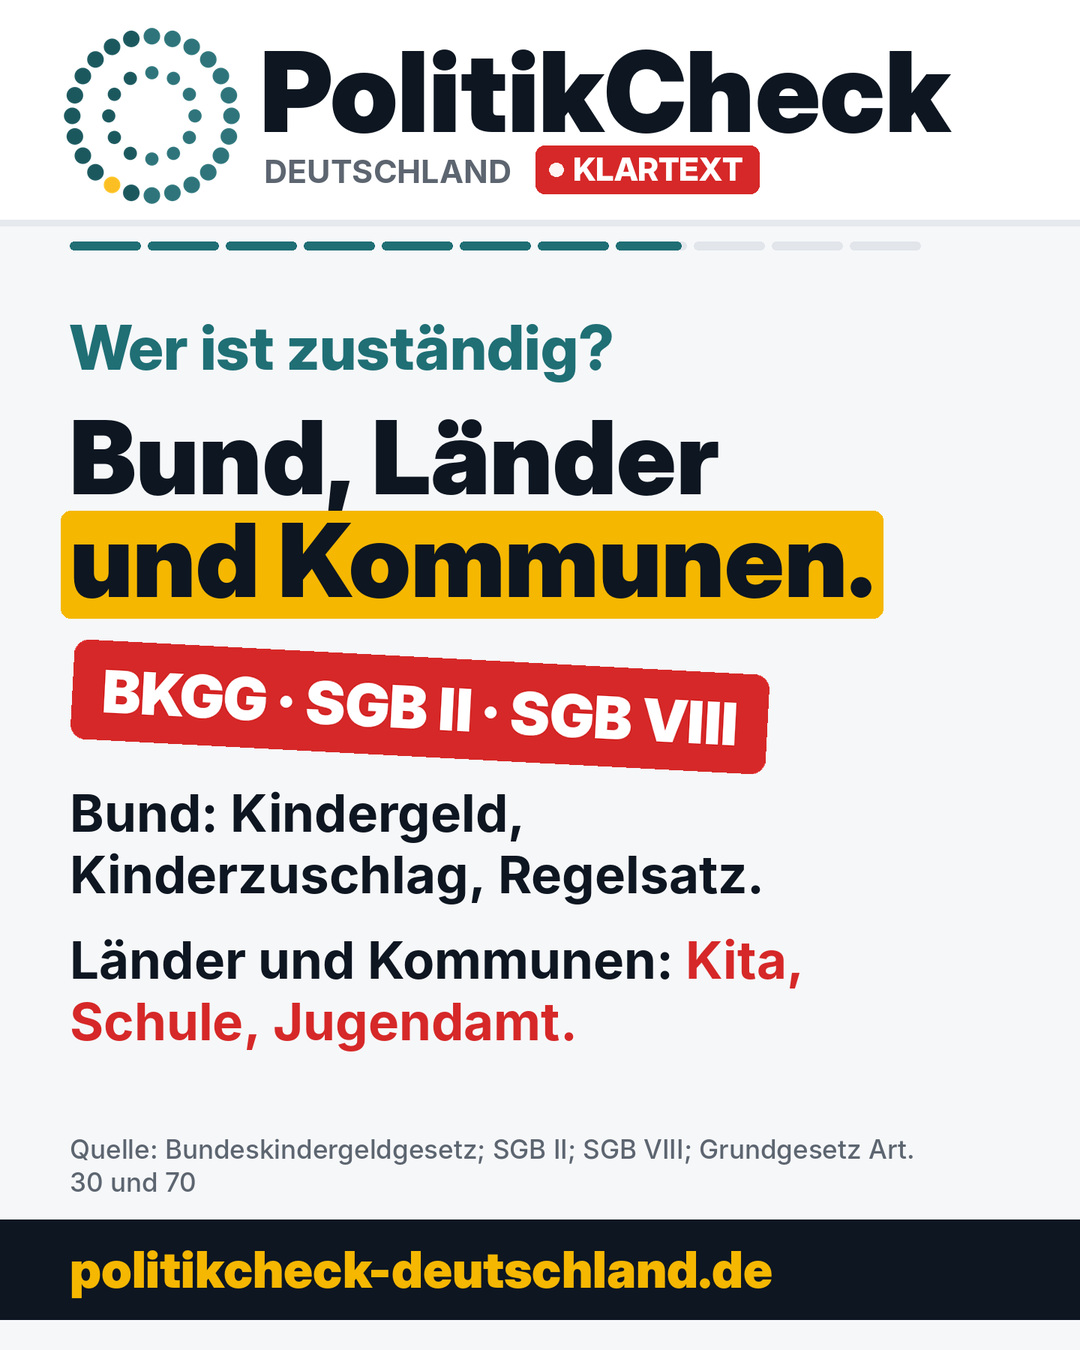 PolitikCheck
DEUTSCHLAND • KLARTEXT
Wer ist zuständig?
Bund, Länder
und Kommunen.
BKGG · SGB II · SGB VIII
Bund: Kindergeld,
Kinderzuschlag, Regelsatz.
Länder und Kommunen: Kita,
Schule, Jugendamt.
Quelle: Bundeskindergeldgesetz; SGB II; SGB VIII; Grundgesetz Art.
30 und 70
politikcheck-deutschland.de